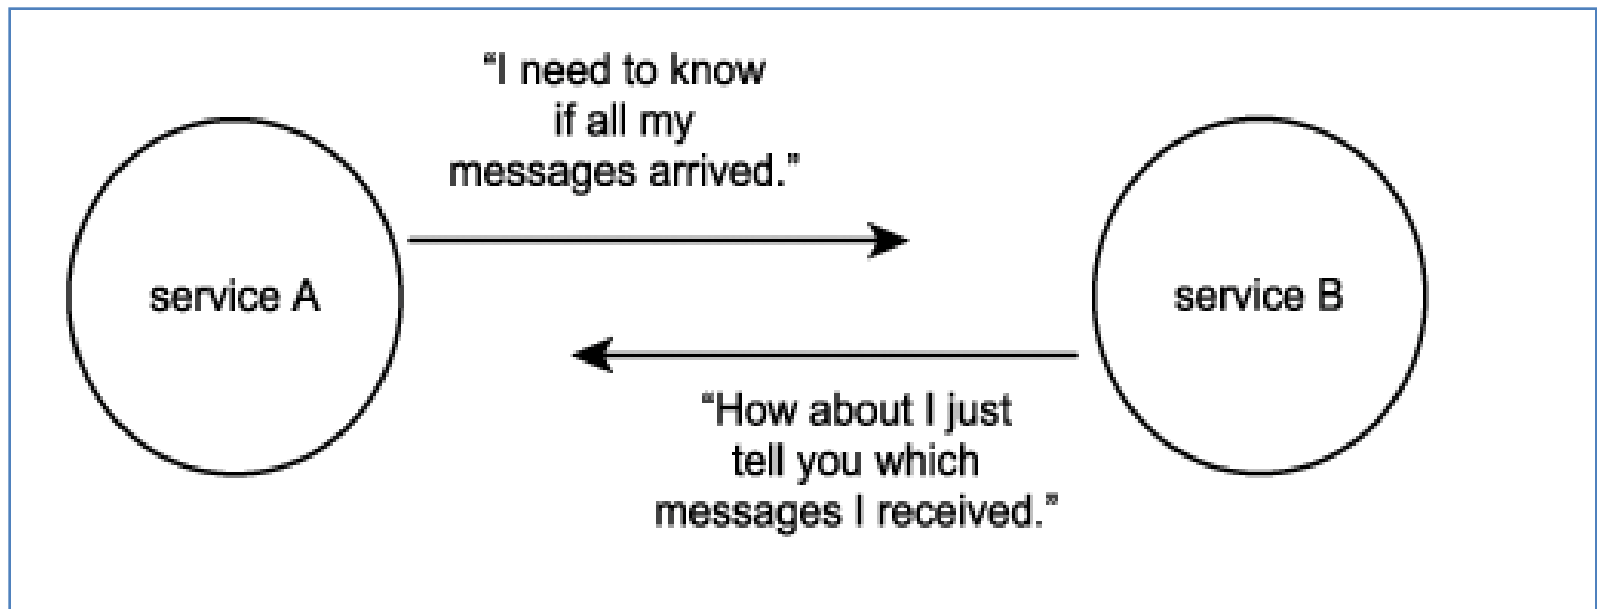 “I need to know
if all my
messages arrived.”
service A
service B
“How about I just
tell you which
messages I received.”